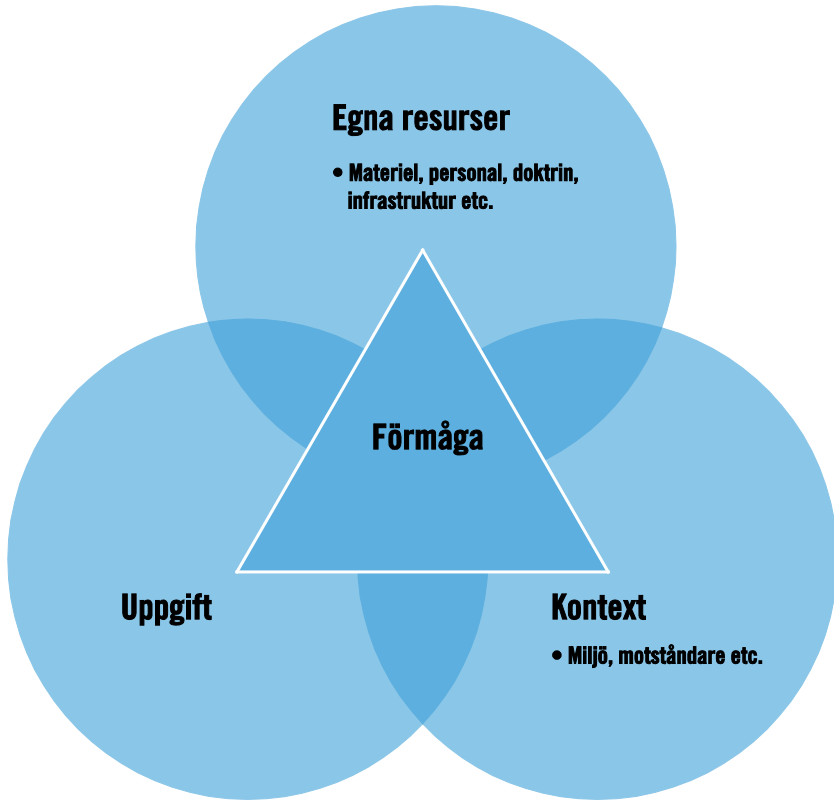 Egna resurser
• Materiel, personal, doktrin,
infrastruktur etc.
Förmåga
Uppgift
Kontext
• Miljö, motståndare etc.